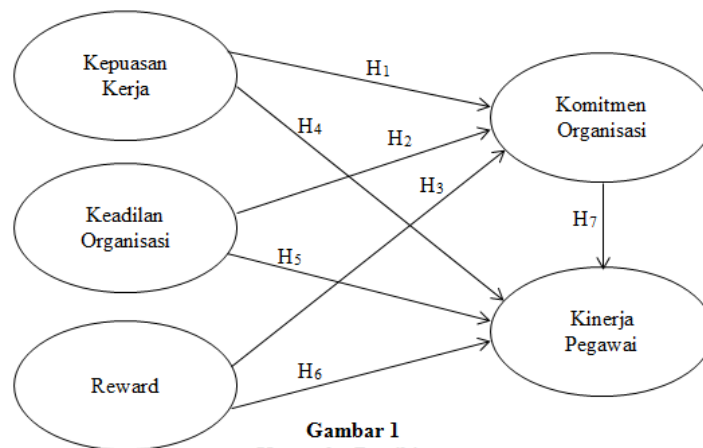 Kepuasan
Kerja
H1
Komitmen
Organisasi
H4
H2
H3
Keadilan
Organisasi
H7
H5
Kinerja
Pegawai
Reward
H6
Gambar 1